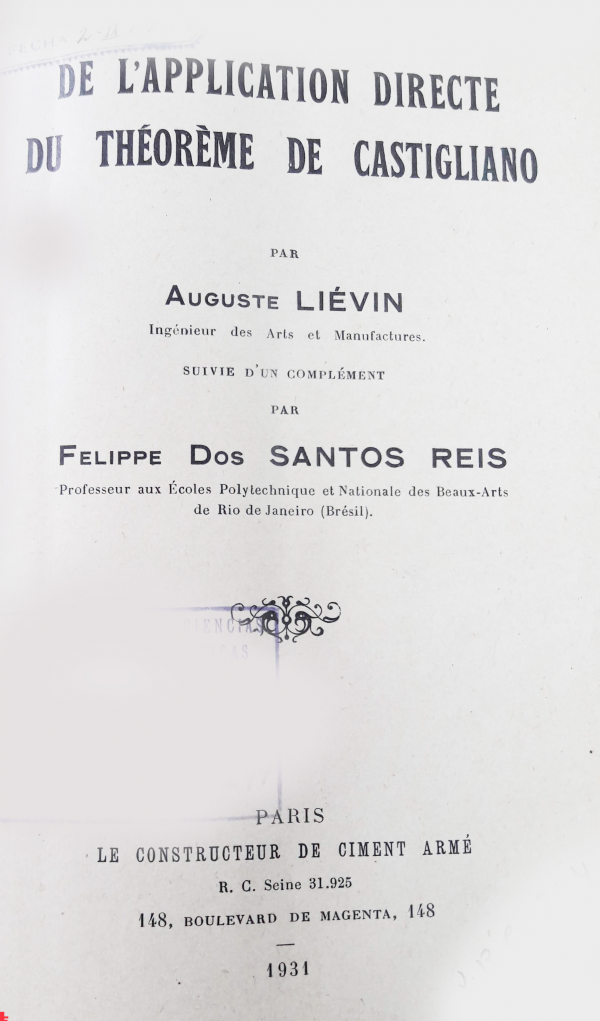 DE L'APPLICATION DIRECTE
DU THÉORÈME DE CASTIGLIANO
PAR
AUGUSTE LIÉVIN
Ingénieur des Arts et Manufactures.
SUIVIE D'UN COMPLÉMENT
PAR
FELIPPE DOS SANTOS REIS
Professeur aux Écoles Polytechnique et Nationale des Beaux-Arts
de Rio de Janeiro (Brésil).
PARIS
LE CONSTRUCTEUR DE CIMENT ARMÉ
R. C. Seine 31.925
148, BOULEVARD DE MAGENTA, 148
1931